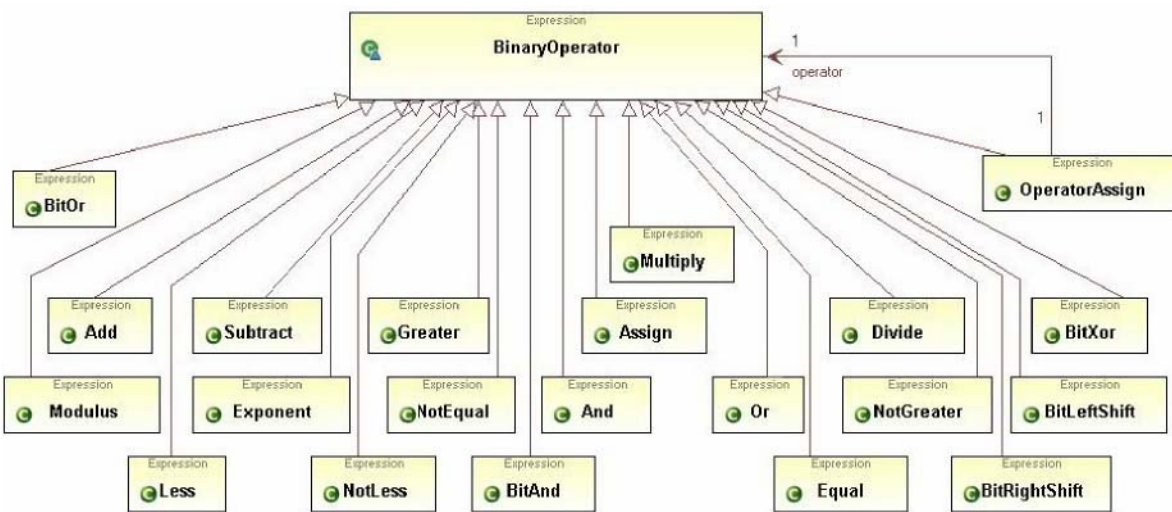 Expression
BinaryOperator
1
operator
1
Expression
BitOr
Expression
OperatorAssign
Expression
Multiply
Expression
Add
Expression
Subtract
Expression
Greater
Expression
Assign
Expression
Divide
Expression
BitXor
Expression
Modulus
Expression
Exponent
Expression
NotEqual
Expression
And
Expression
Or
Expression
NotGreater
Expression
BitLeftShift
Expression
Less
Expression
NotLess
Expression
BitAnd
Expression
Equal
Expression
BitRightShift